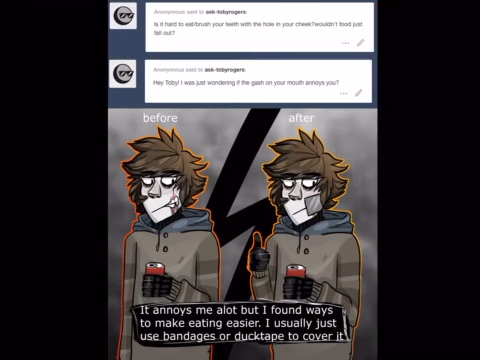 Anonymous said to ask-tobyrogers:
Is it hard to eat/brush your teeth with the hole in your cheek?wouldn't food just
fall out?
Anonymous said to ask-tobyrogers:
Hey Toby! I was just wondering if the gash on your mouth annoys you?
before
after
It annoys me alot but I found ways
to make eating easier. I usually just
use bandages or ducktape to cover it